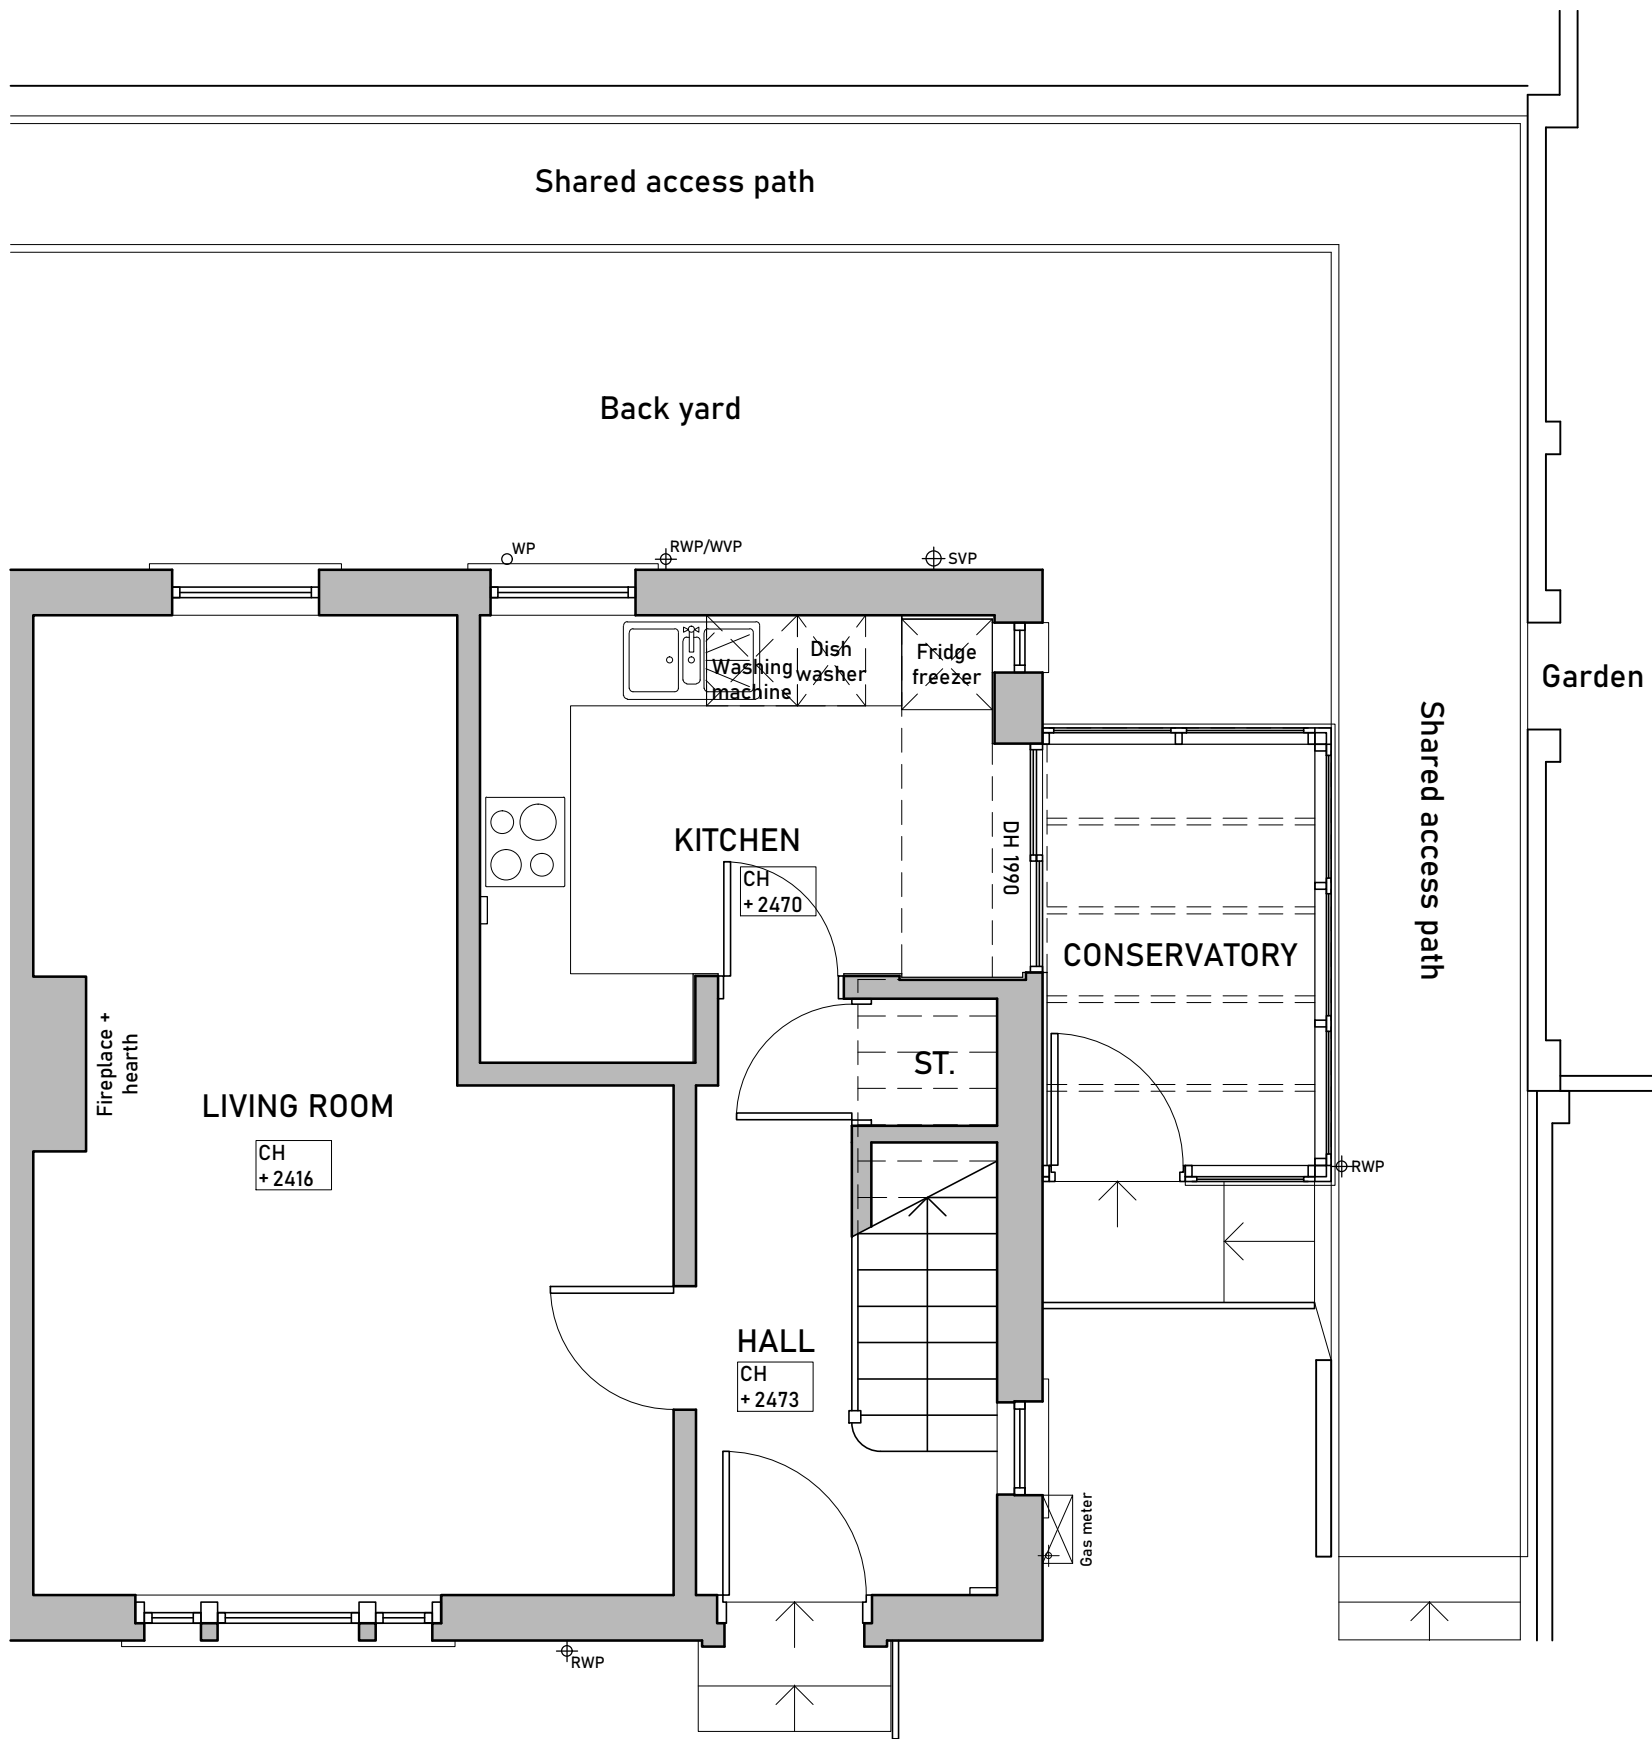 Shared access path
Back yard
WP
RWP/WVP
SVP
Washing
machine
Dish
washer
Fridge
freezer
Garden
Shared access path
KITCHEN
CH
+ 2470
DH 1990
CONSERVATORY
Fireplace +
hearth
ST.
LIVING ROOM
CH
+ 2416
RWP
HALL
CH
+ 2473
Gas meter
RWP